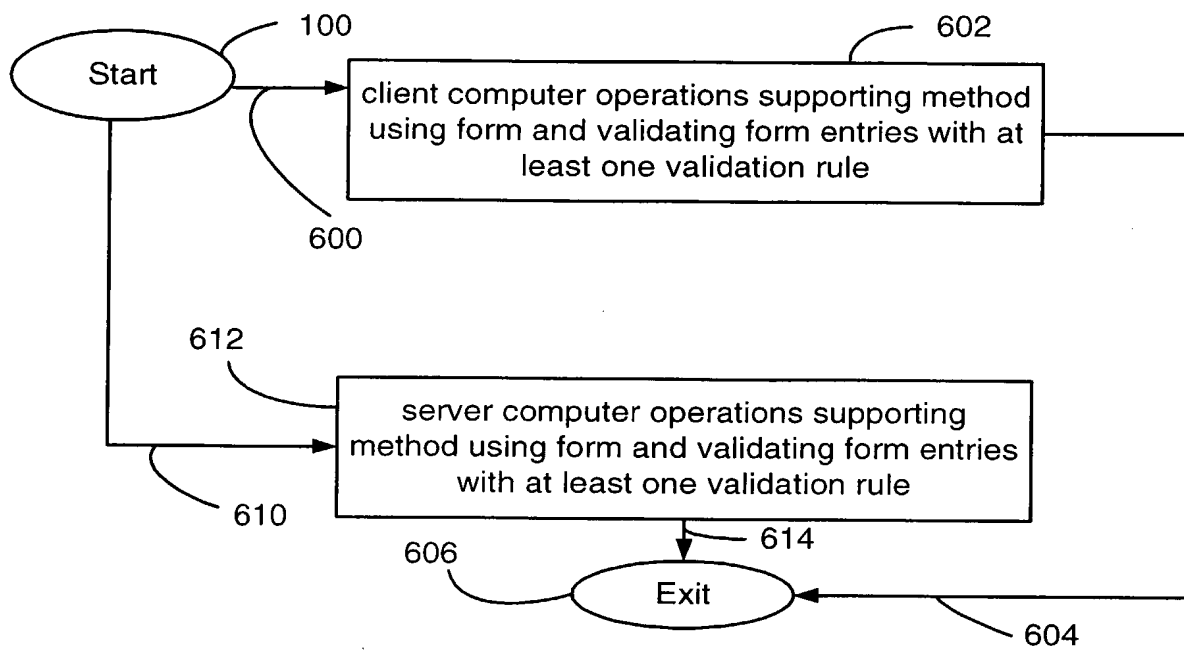 100
602
Start
client computer operations supporting method
using form and validating form entries with at
least one validation rule
600
612
server computer operations supporting
method using form and validating form entries
with at least one validation rule
610
614
606
Exit
604